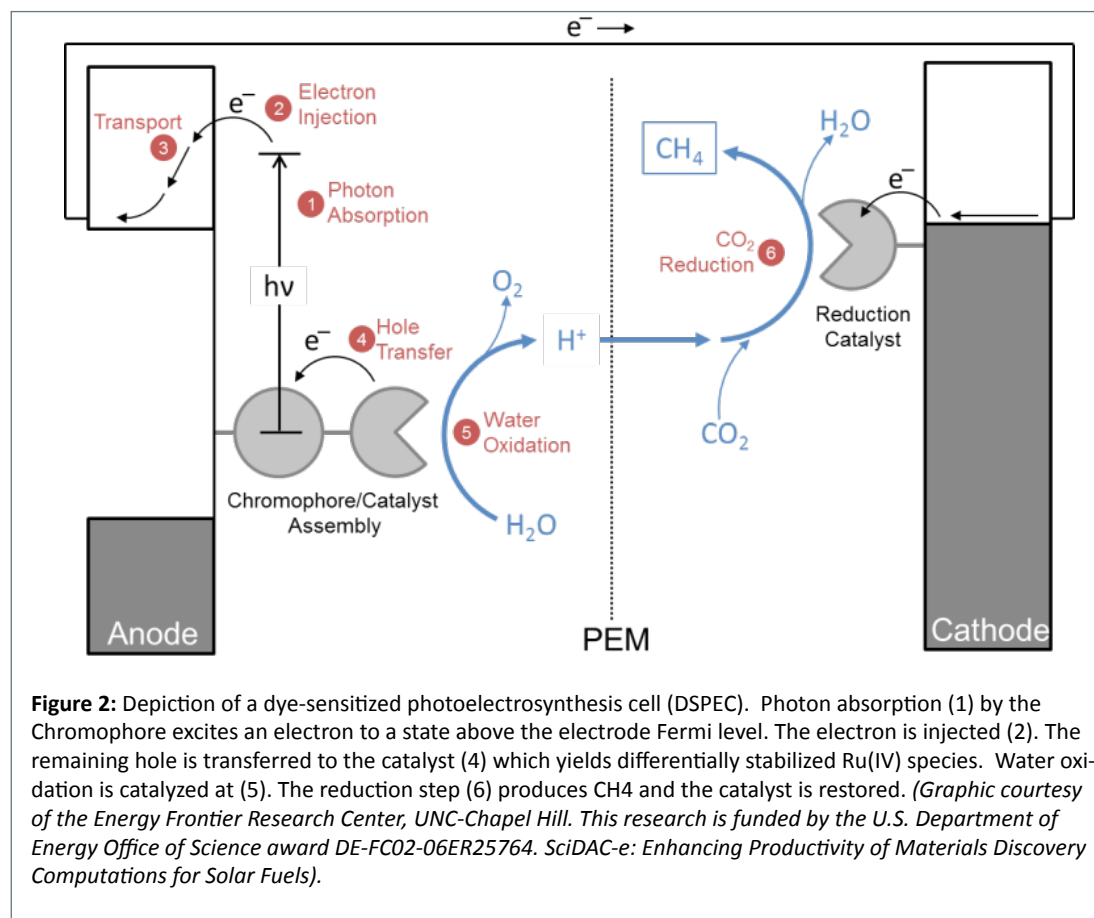 e⁻ →
e⁻
2 Electron
Injection
Transport
3
1 Photon
Absorption
hν
e⁻
4 Hole
Transfer
O₂
H⁺
5 Water
Oxidation
H₂O
Chromophore/Catalyst
Assembly
CH₄
H₂O
e⁻
CO₂
Reduction 6
Reduction
Catalyst
CO₂
Anode
PEM
Cathode
Figure 2: Depiction of a dye-sensitized photoelectrosynthesis cell (DSPEC). Photon absorption (1) by the
Chromophore excites an electron to a state above the electrode Fermi level. The electron is injected (2). The
remaining hole is transferred to the catalyst (4) which yields differentially stabilized Ru(IV) species. Water oxi-
dation is catalyzed at (5). The reduction step (6) produces CH4 and the catalyst is restored. (Graphic courtesy
of the Energy Frontier Research Center, UNC-Chapel Hill. This research is funded by the U.S. Department of
Energy Office of Science award DE-FC02-06ER25764. SciDAC-e: Enhancing Productivity of Materials Discovery
Computations for Solar Fuels).